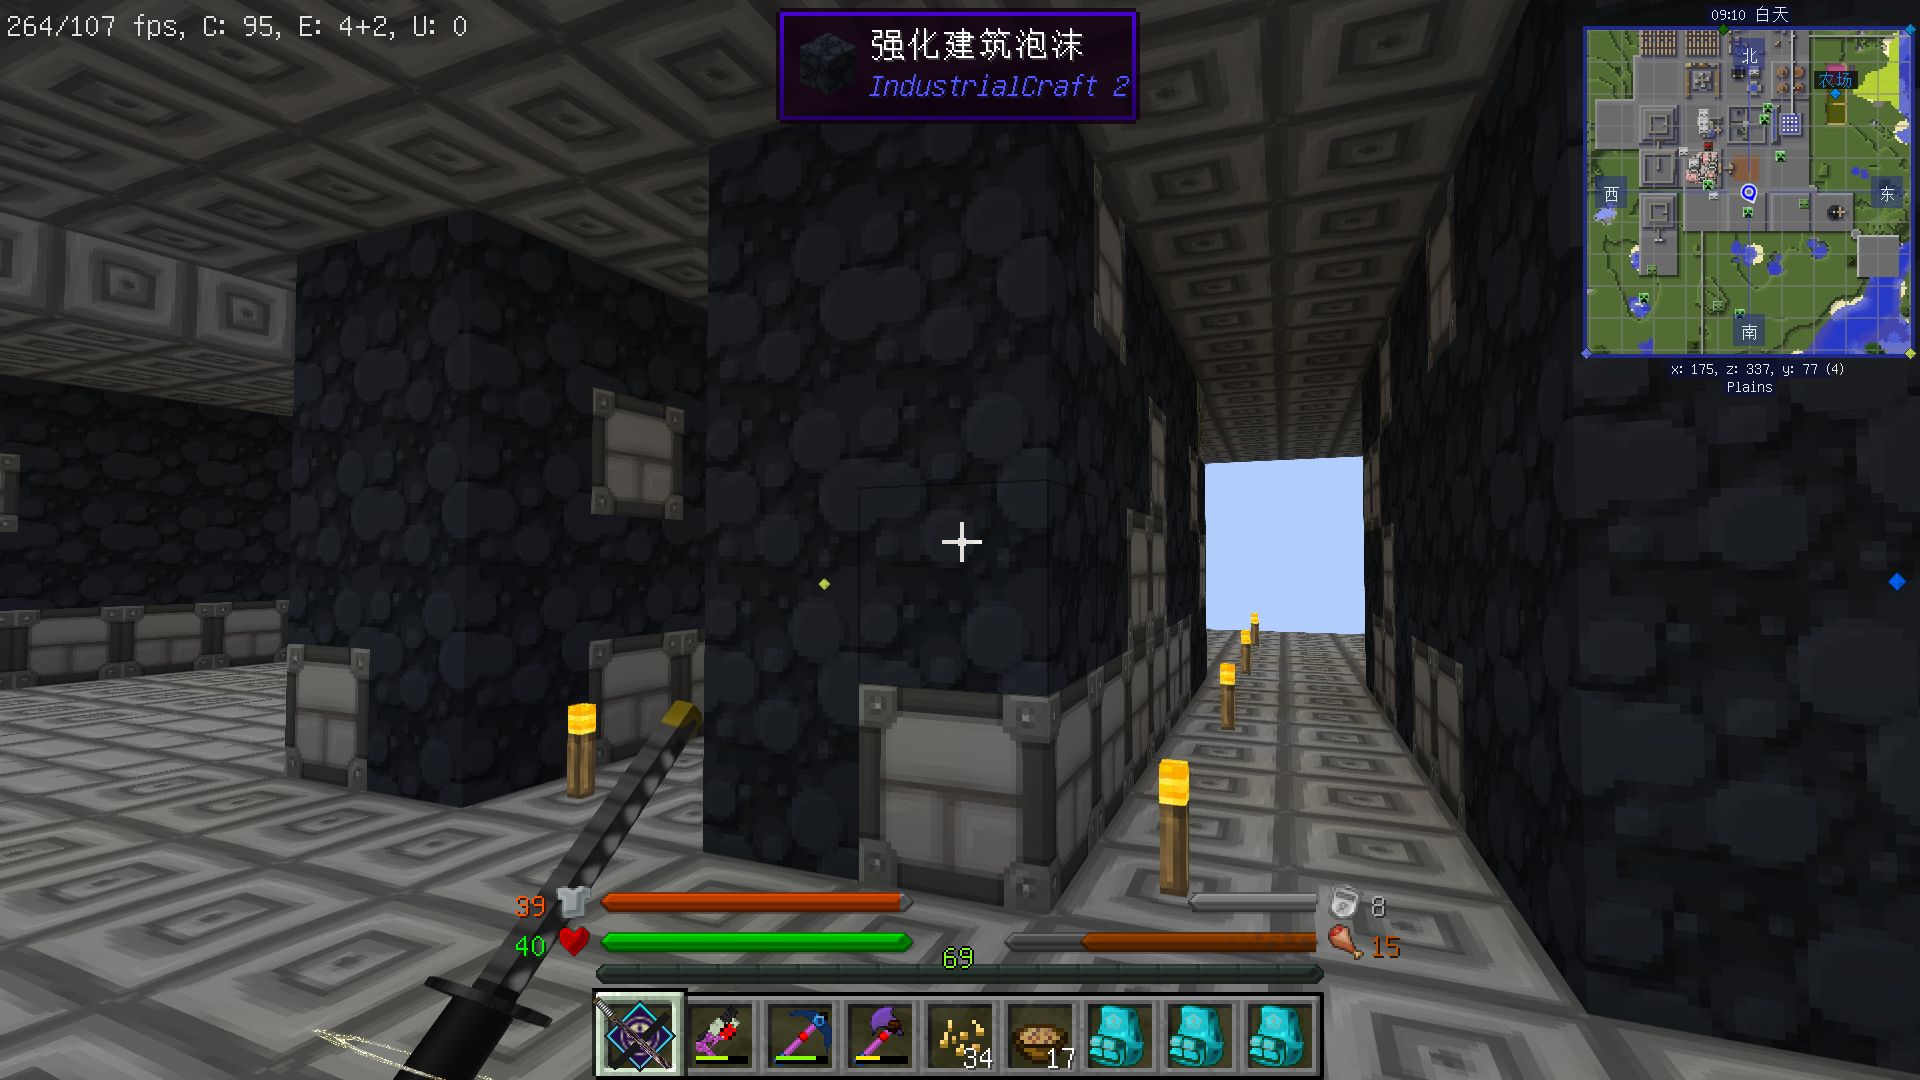 264/107 fps, C: 95, E: 4+2, U: 0
强化建筑泡沫
IndustrialCraft 2
09:10 白天
北
农场
西
东
南
x: 175, z: 337, y: 77 (4)
Plains
39
8
40
15
69
34
17